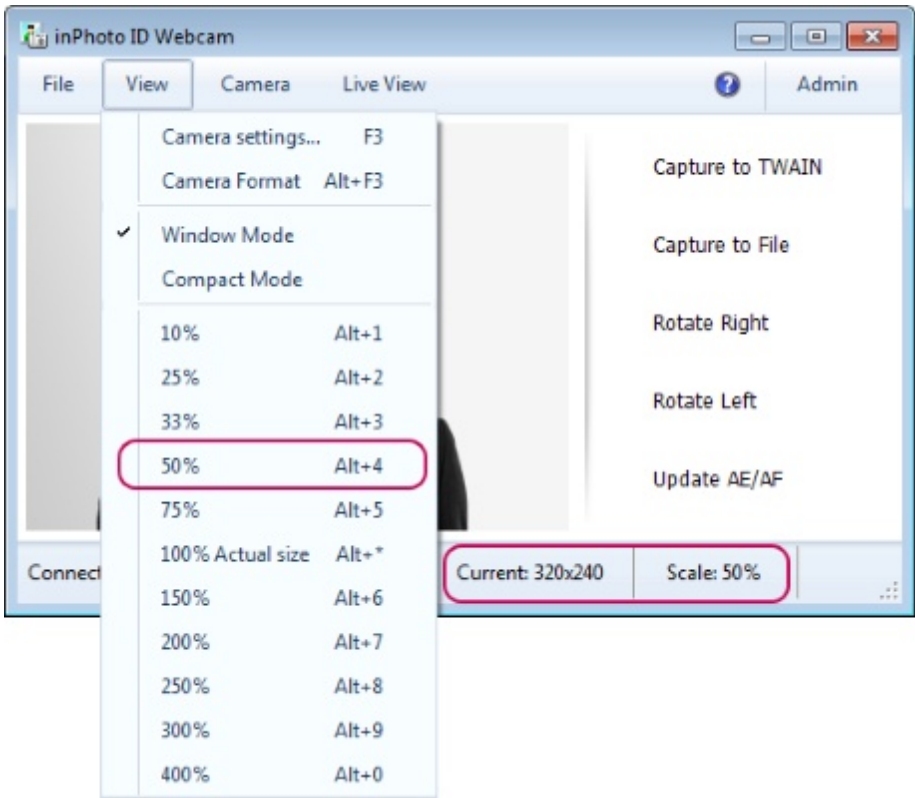 inPhoto ID Webcam
File View Camera Live View ? Admin
Camera settings... F3
Camera Format Alt+F3
✓ Window Mode
Compact Mode
10% Alt+1
25% Alt+2
33% Alt+3
50% Alt+4
75% Alt+5
100% Actual size Alt+*
150% Alt+6
200% Alt+7
250% Alt+8
300% Alt+9
400% Alt+0
Capture to TWAIN
Capture to File
Rotate Right
Rotate Left
Update AE/AF
Connect Current: 320x240 Scale: 50%